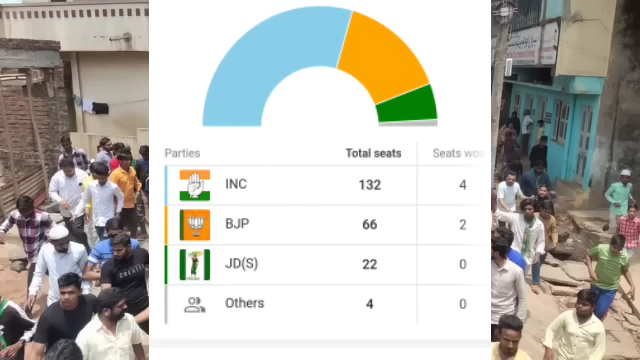 Parties Total seats Seats wo
INC 132 4
BJP 66 2
JD(S) 22 0
Others 4 0